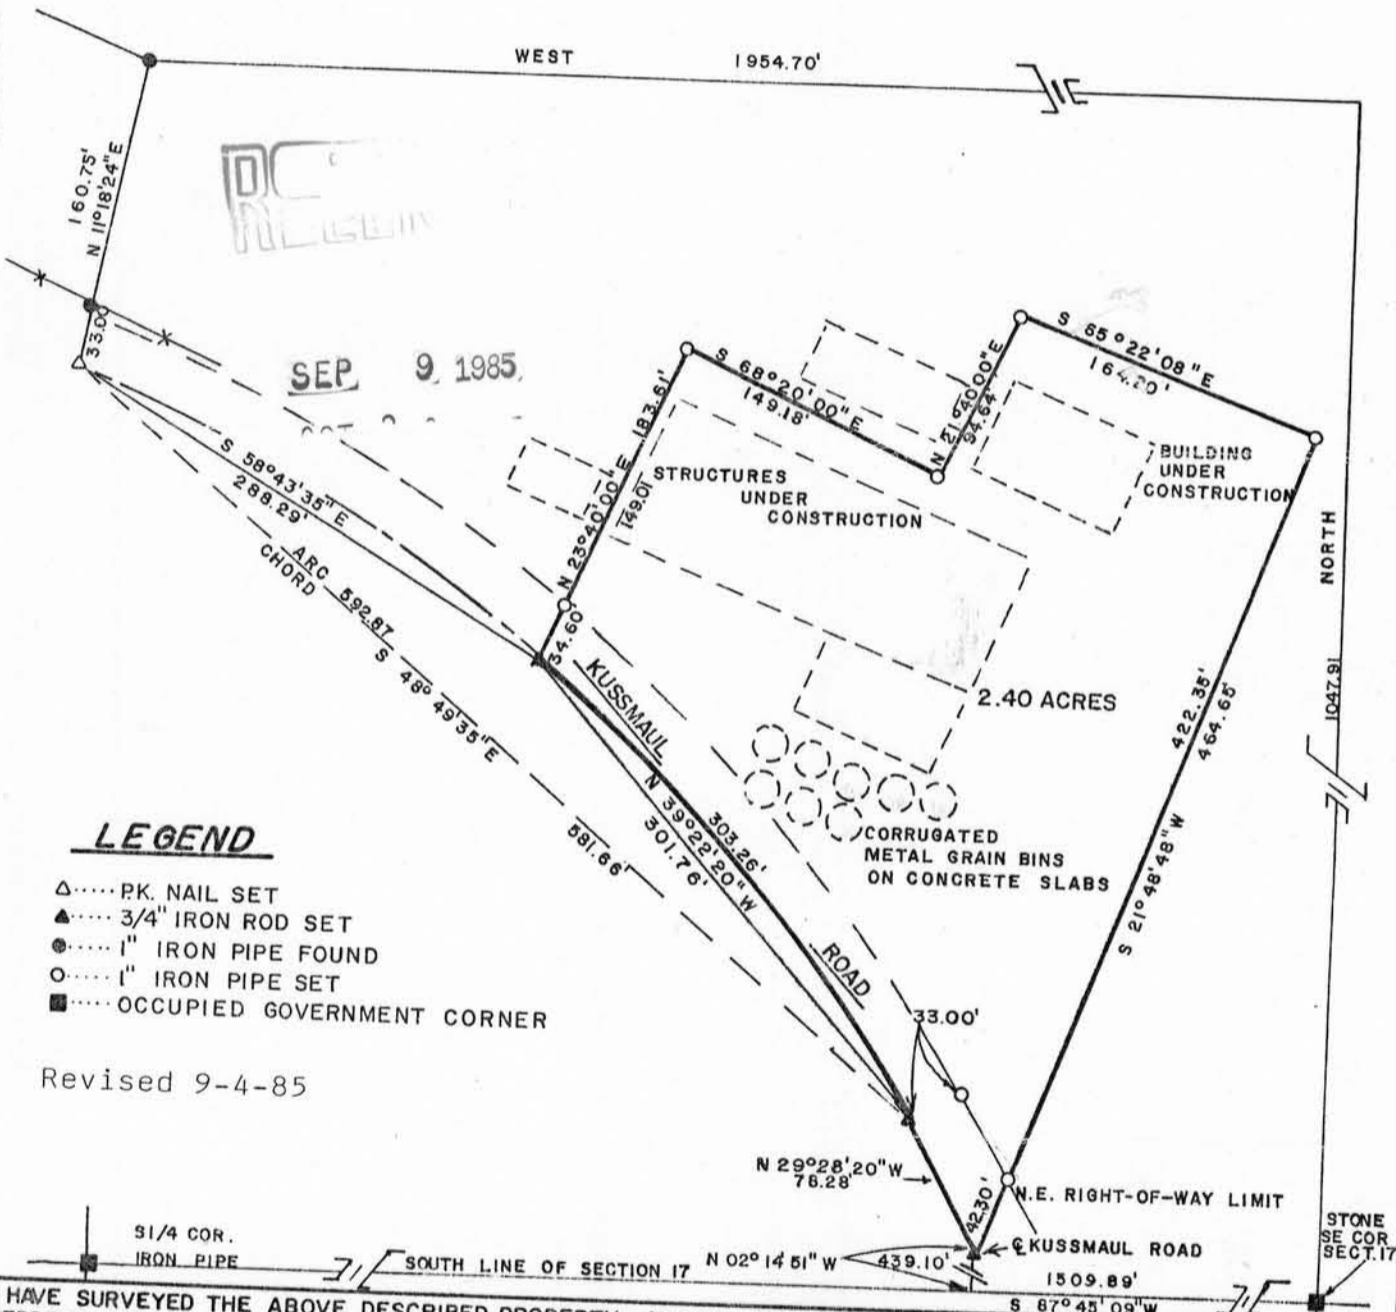 WEST 1954.70'
160.75'
N 11°18'24"E
33.00
SEP 9 1985
S 58°43'35"E
288.29'
ARC 592.87
CHORD S 48°49'35"E
581.66'
N 23°40'00"E 183.61'
149.01
34.60
S 68°20'00"E
149.18'
N 21°40'00"E
94.64'
S 65°22'08"E
164.20'
STRUCTURES
UNDER
CONSTRUCTION
BUILDING
UNDER
CONSTRUCTION
NORTH
1047.91
2.40 ACRES
422.35'
464.65'
S 21°48'48"W
KUSSMAUL
ROAD
303.26'
N 39°22'20"W
301.76'
CORRUGATED
METAL GRAIN BINS
ON CONCRETE SLABS
LEGEND
P.K. NAIL SET
3/4" IRON ROD SET
1" IRON PIPE FOUND
1" IRON PIPE SET
OCCUPIED GOVERNMENT CORNER
Revised 9-4-85
33.00'
N 29°28'20"W
76.28'
42.30'
N.E. RIGHT-OF-WAY LIMIT
℄ KUSSMAUL ROAD
S1/4 COR.
IRON PIPE
SOUTH LINE OF SECTION 17
N 02°14'51"W 439.10'
1509.89'
S 87°45'09"W
STONE
SE COR
SECT.17
HAVE SURVEYED THE ABOVE DESCRIBED PROPERTY